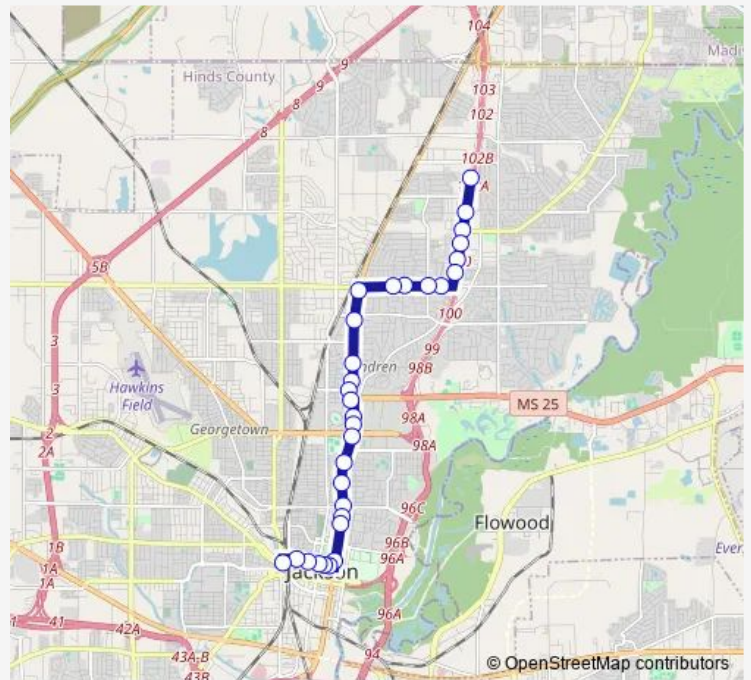 104
Hinds County
9
9
8
8
103
102
102B
A
5B
100
3
3
99
ndren
98B
Hawkins
Field
MS 25
Georgetown
98A
98A
2
2A
96C
Flowood
1B
96B
1A
96A
1A
Jackson
41
42A
96A
43A-B
94
43B
© OpenStreetMap contributors